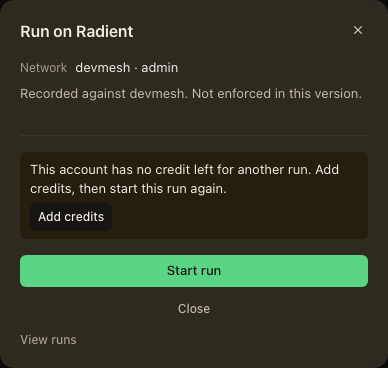 Run on Radient
Network devmesh · admin
Recorded against devmesh. Not enforced in this version.
This account has no credit left for another run. Add
credits, then start this run again.
Add credits
Start run
Close
View runs